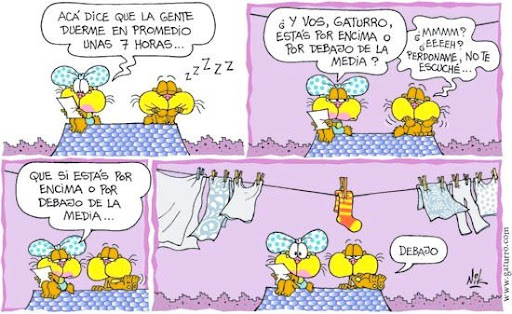 ACÁ DICE QUE LA GENTE
DUERME EN PROMEDIO
UNAS 7 HORAS...
ZZZZZ
¿Y VOS, GATURRO,
ESTÁS POR ENCIMA O
POR DEBAJO DE LA
MEDIA?
¿MMMM?
¿EEEEH?
PERDONAME, NO TE
ESCUCHÉ...
QUE SI ESTÁS POR
ENCIMA O POR
DEBAJO DE LA
MEDIA...
DEBAJO
NIK
www.gaturro.com